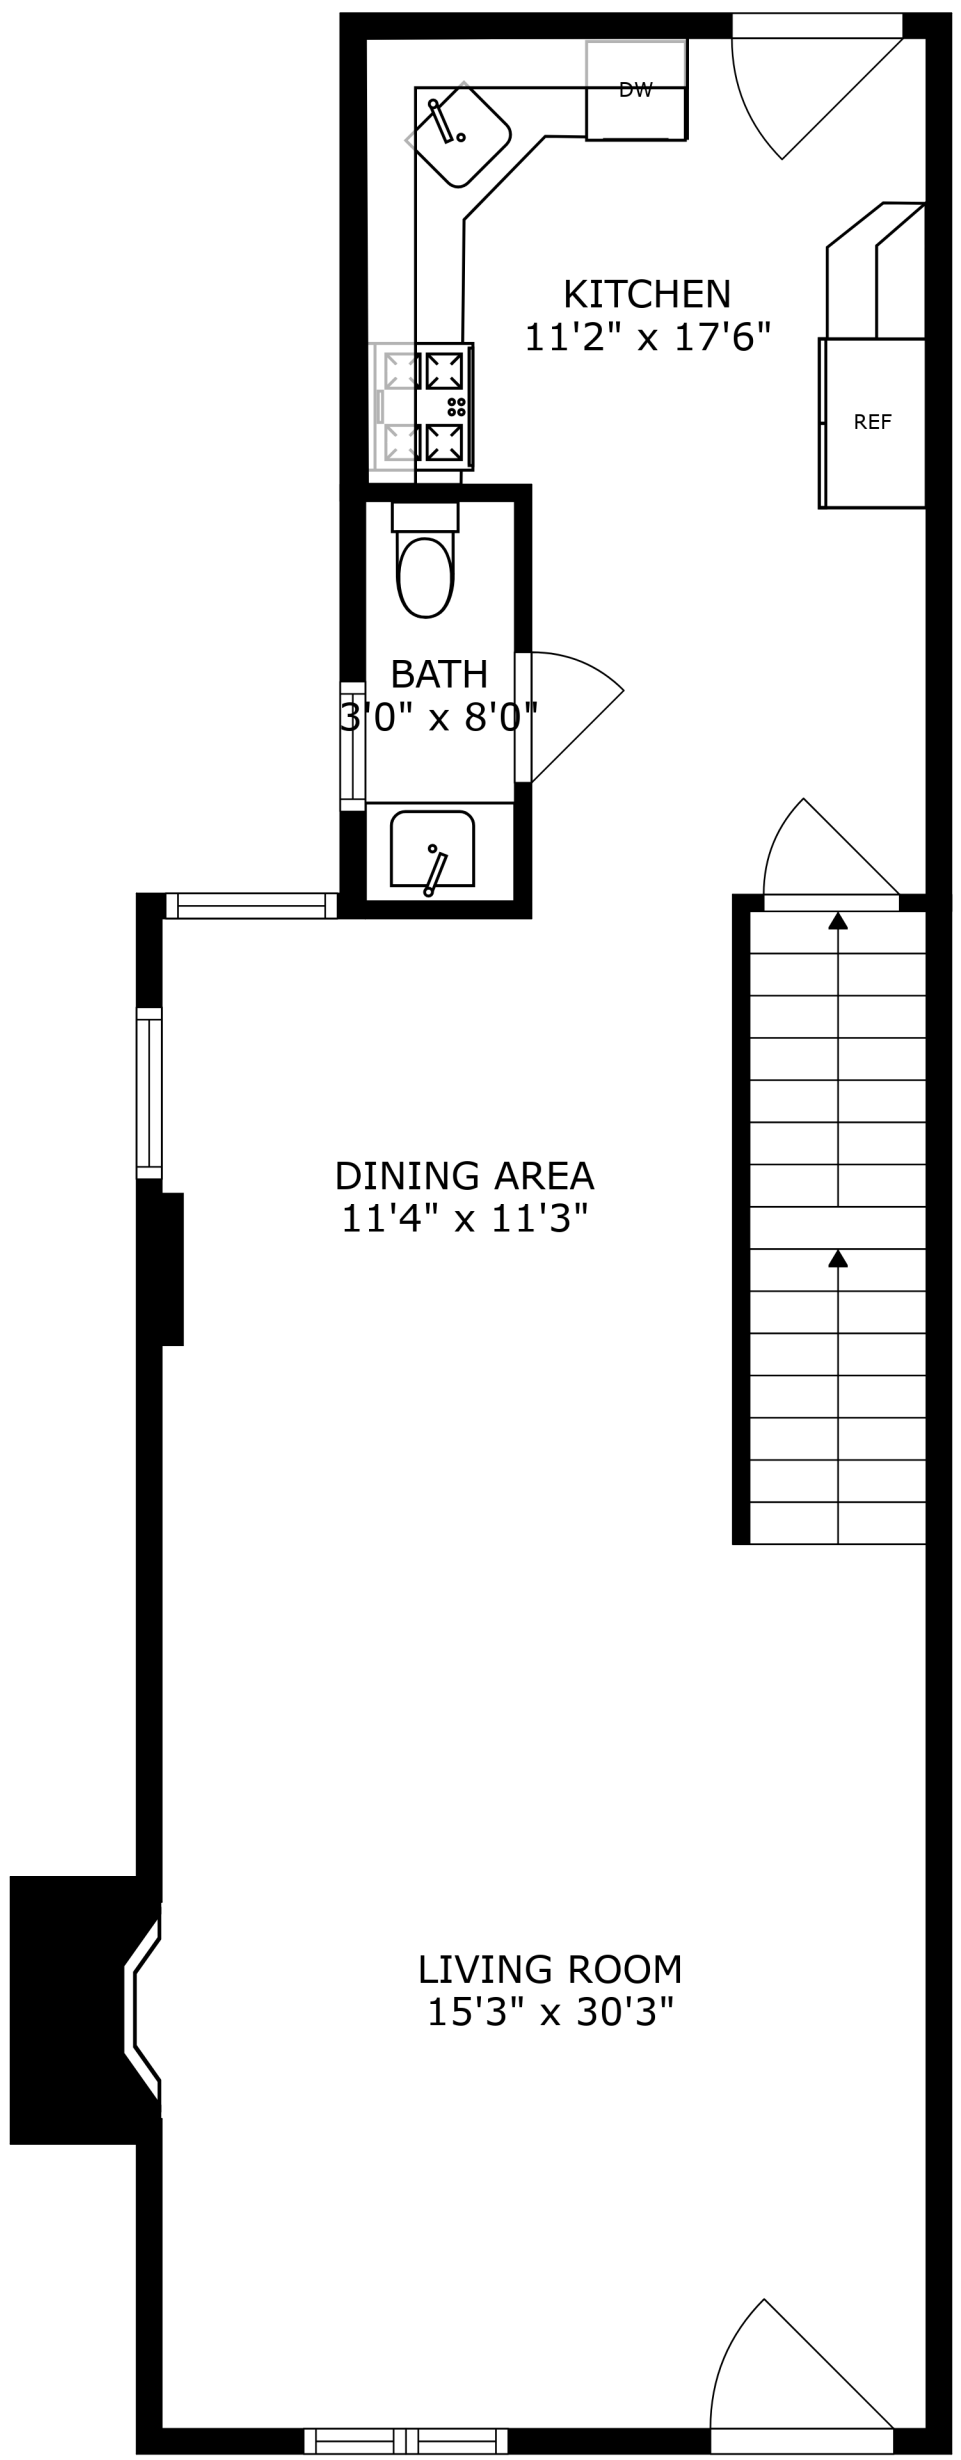 DW
KITCHEN
11'2" x 17'6"
REF
BATH
3'0" x 8'0"
DINING AREA
11'4" x 11'3"
LIVING ROOM
15'3" x 30'3"